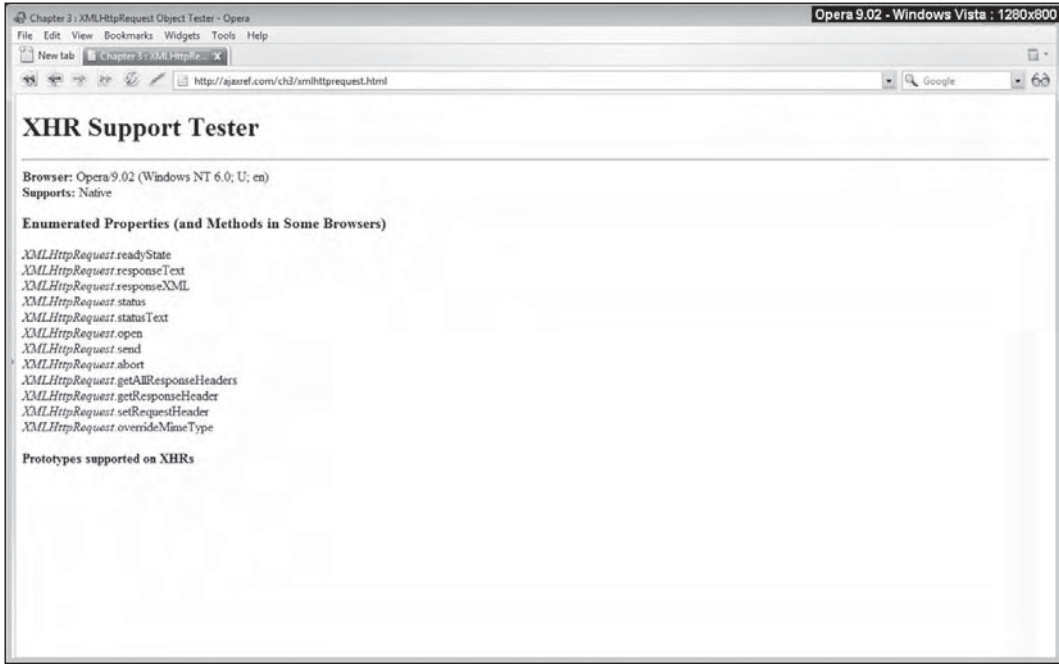 Chapter 3 : XMLHttpRequest Object Tester - Opera
Opera 9.02 - Windows Vista : 1280x800
File Edit View Bookmarks Widgets Tools Help
New tab Chapter 3 : XMLHttpRe...
http://ajaxref.com/ch3/xmlhttprequest.html
Google
XHR Support Tester
Browser: Opera/9.02 (Windows NT 6.0; U; en)
Supports: Native
Enumerated Properties (and Methods in Some Browsers)
XMLHttpRequest.readyState
XMLHttpRequest.responseText
XMLHttpRequest.responseXML
XMLHttpRequest.status
XMLHttpRequest.statusText
XMLHttpRequest.open
XMLHttpRequest.send
XMLHttpRequest.abort
XMLHttpRequest.getAllResponseHeaders
XMLHttpRequest.getResponseHeader
XMLHttpRequest.setRequestHeader
XMLHttpRequest.overrideMimeType
Prototypes supported on XHRs